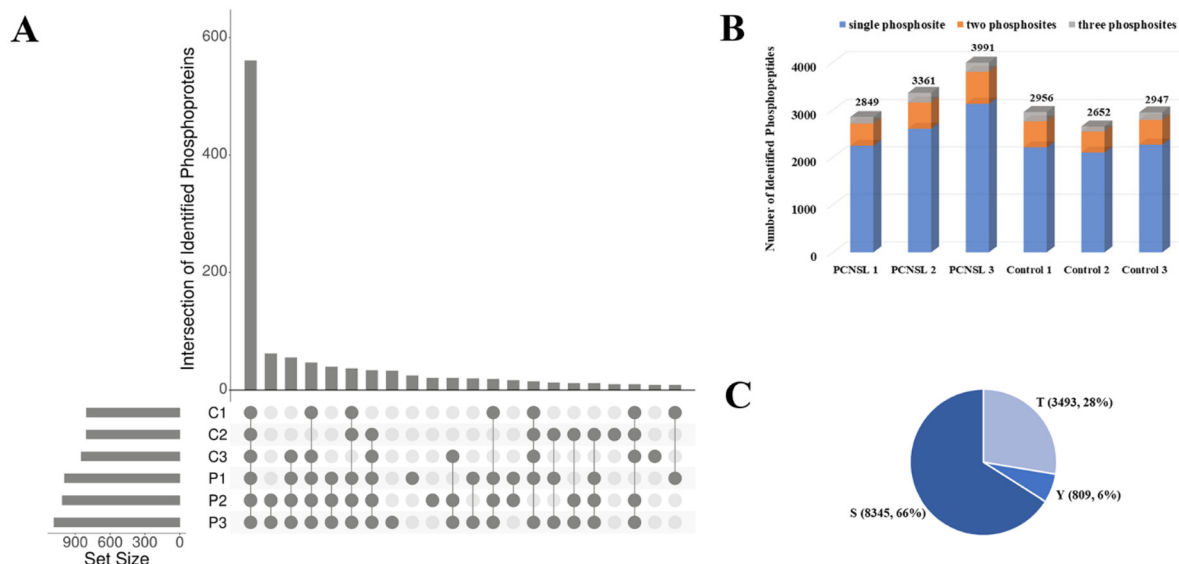 A
Intersection of Identified Phosphoproteins
600
400
200
0
C1
C2
C3
P1
P2
P3
900 600 300 0
Set Size
B
single phosphosite two phosphosites three phosphosites
Number of Identified Phosphopeptides
4000
3000
2000
1000
0
2849
3361
3991
2956
2652
2947
PCNSL 1 PCNSL 2 PCNSL 3 Control 1 Control 2 Control 3
C
T (3493, 28%)
Y (809, 6%)
S (8345, 66%)